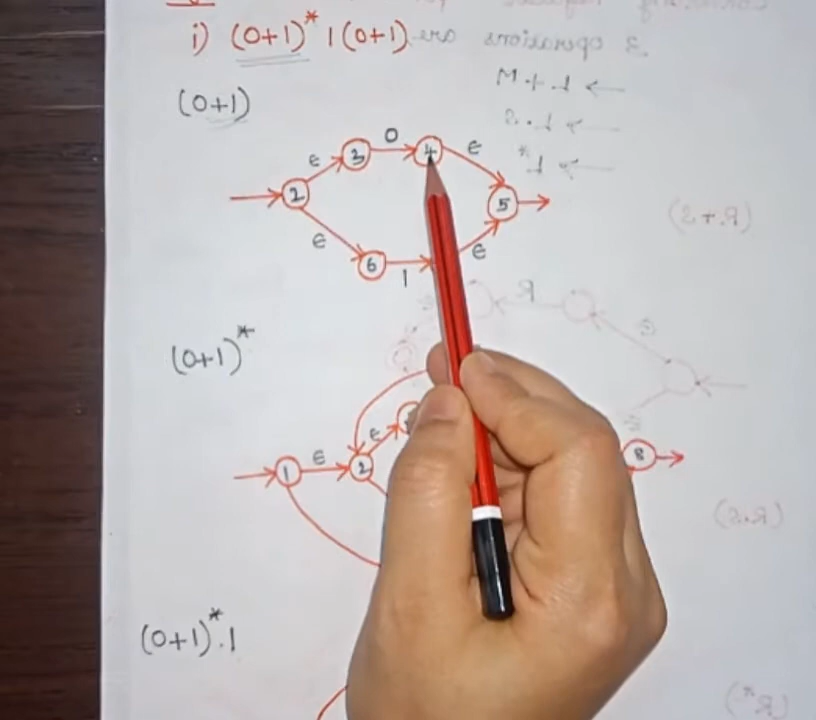 i) (0+1)* 1 (0+1)
(0+1)
2 ε 3 0 4 ε 5
ε 6 1 ε
(0+1)*
1 ε 2 ε 8
(0+1)*.1